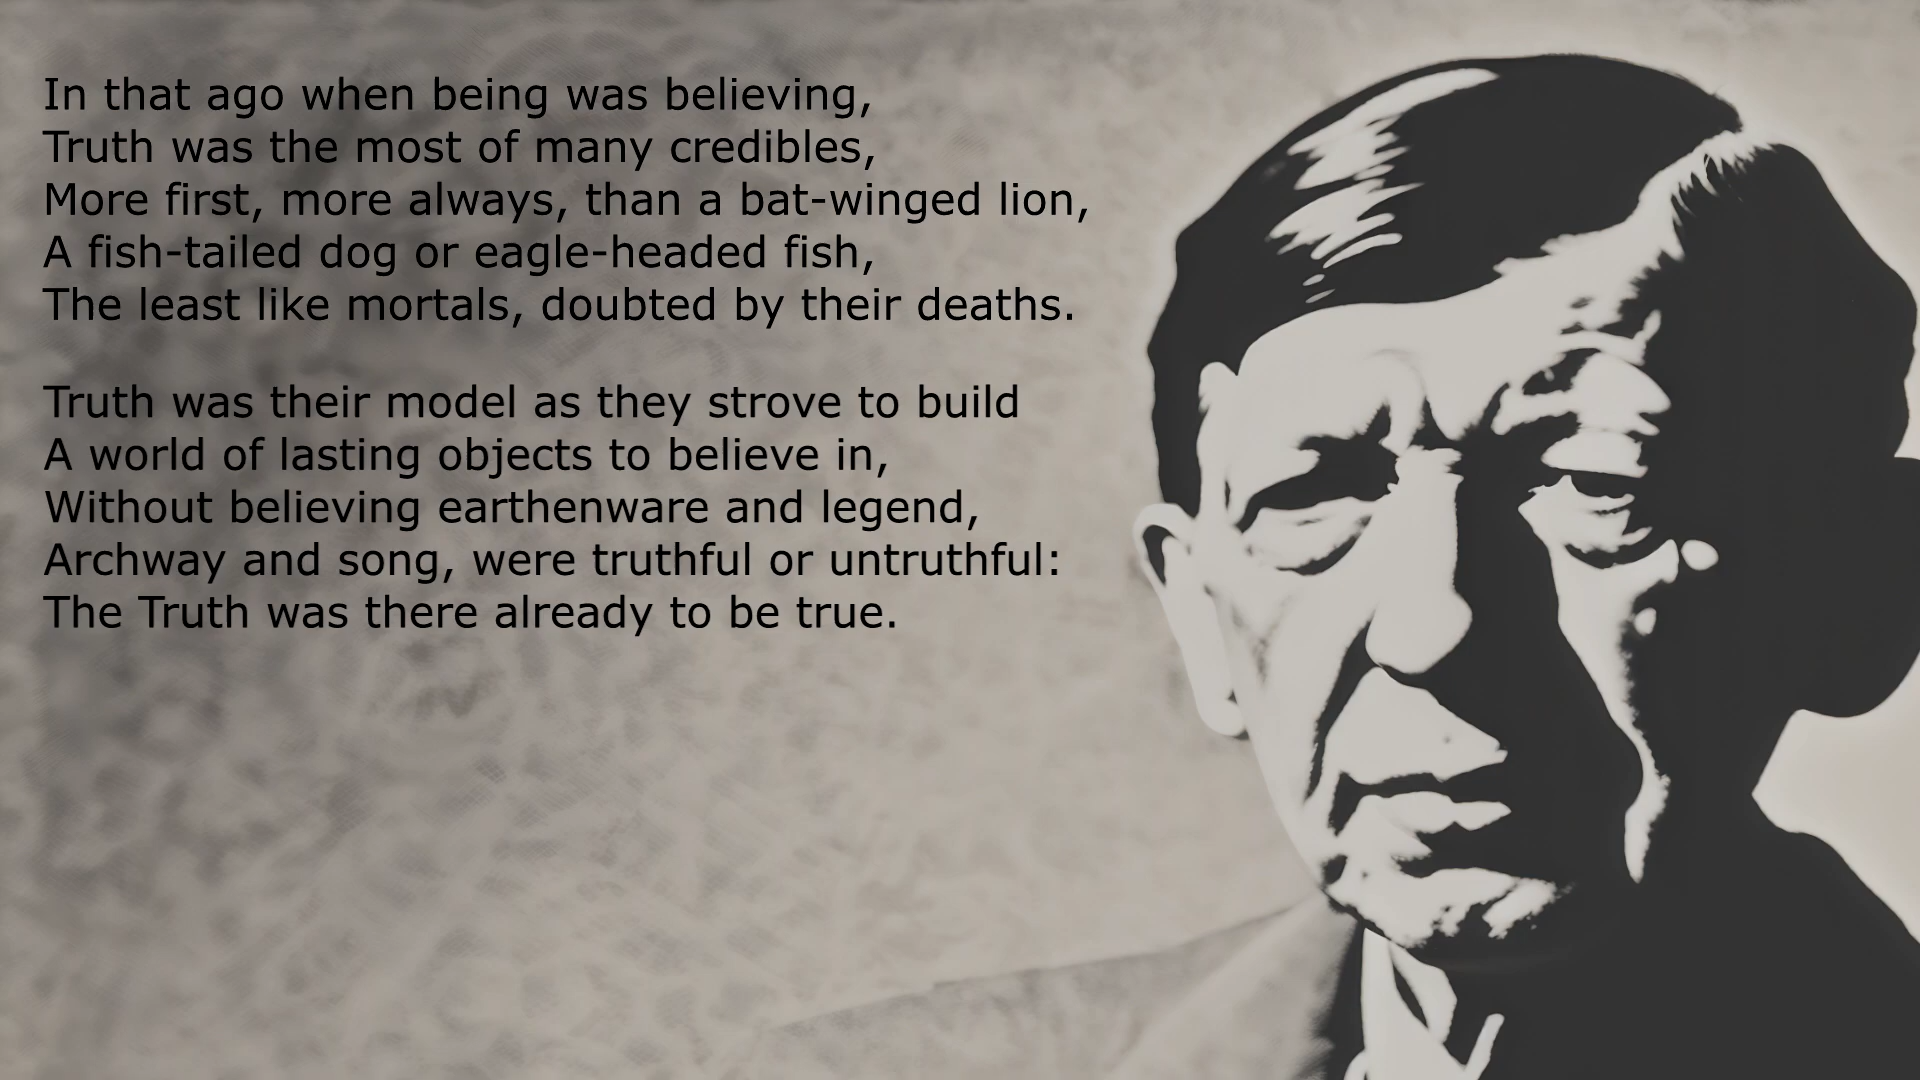 In that ago when being was believing,
Truth was the most of many credibles,
More first, more always, than a bat-winged lion,
A fish-tailed dog or eagle-headed fish,
The least like mortals, doubted by their deaths.
Truth was their model as they strove to build
A world of lasting objects to believe in,
Without believing earthenware and legend,
Archway and song, were truthful or untruthful:
The Truth was there already to be true.